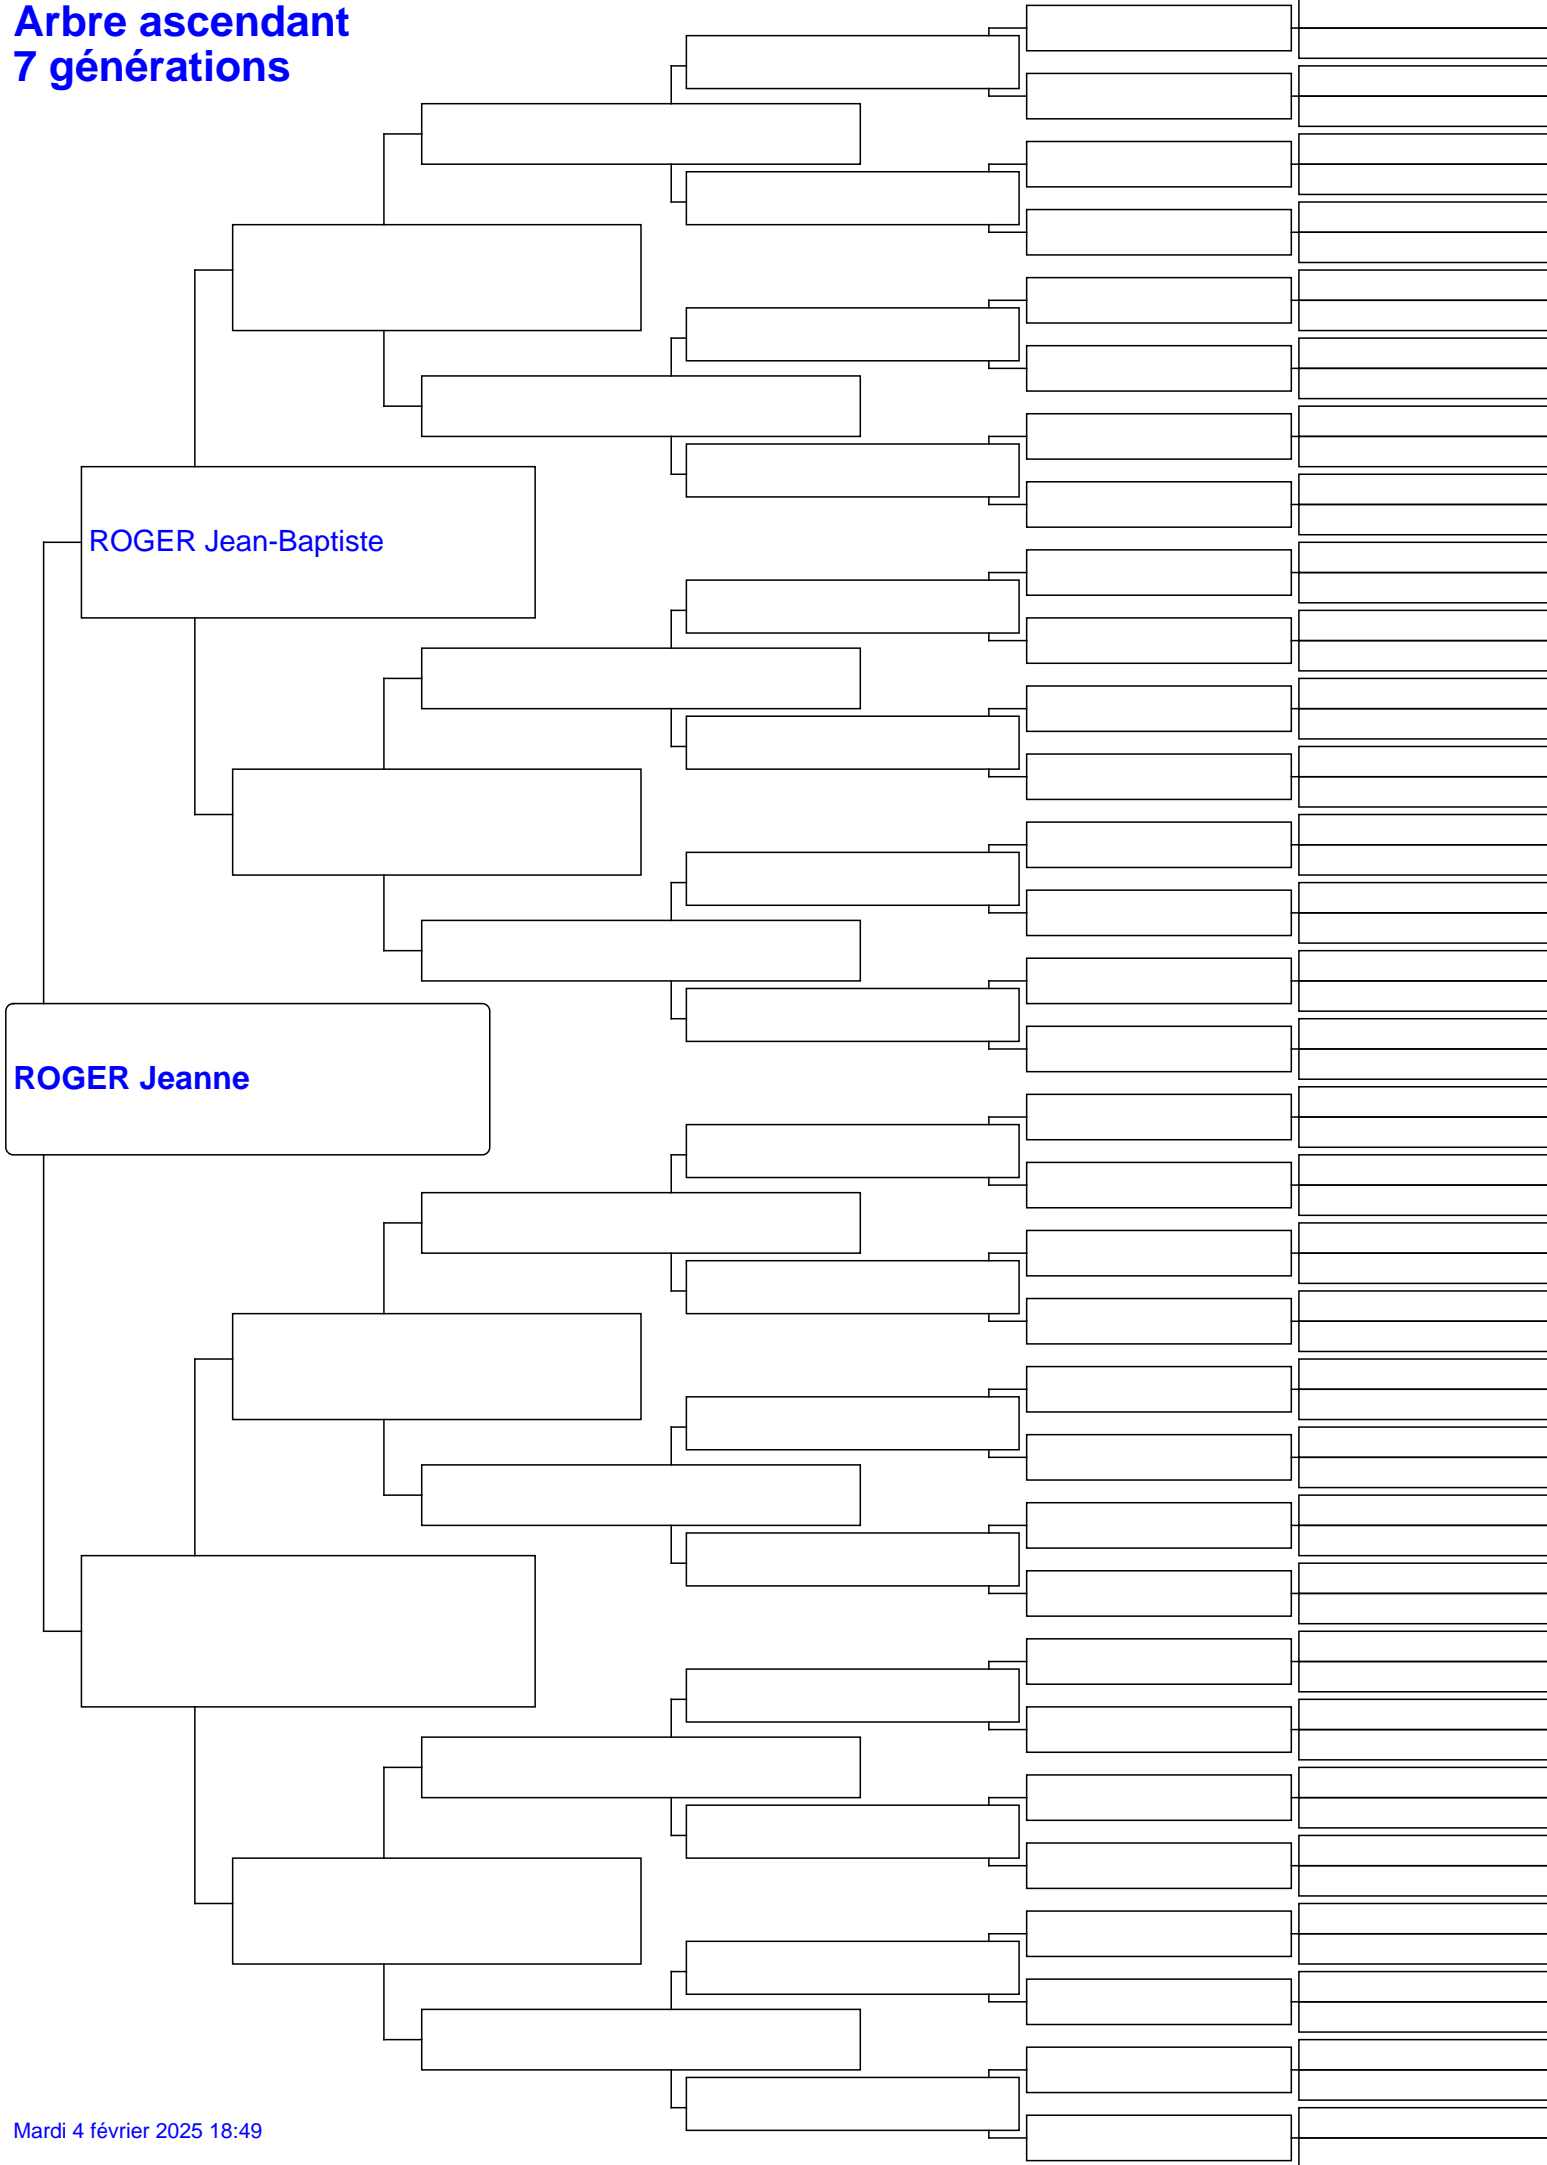 Arbre ascendant
7 générations
ROGER Jean-Baptiste
ROGER Jeanne
Mardi 4 février 2025 18:49